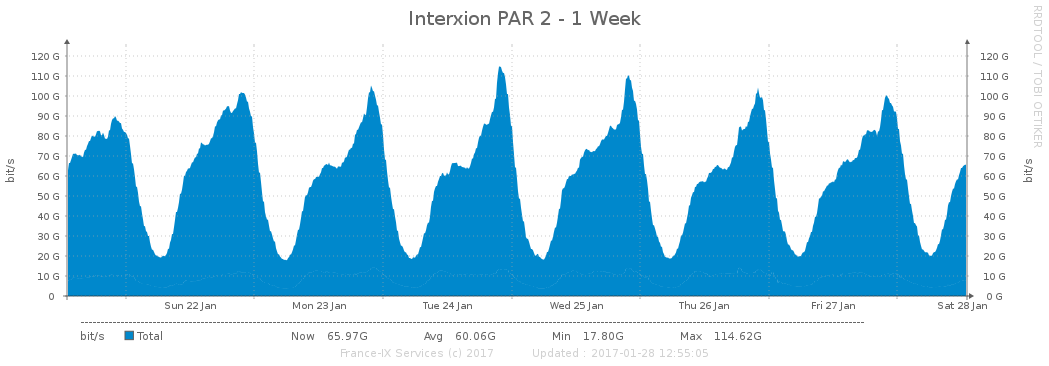 Interxion PAR 2 - 1 Week
RRDTOOL / TOBI OETIKER
bit/s
120 G 120 G
110 G 110 G
100 G 100 G
90 G 90 G
80 G 80 G
70 G 70 G
60 G 60 G
50 G 50 G
40 G 40 G
30 G 30 G
20 G 20 G
10 G 10 G
0 0 G
bit/s
Sun 22 Jan Mon 23 Jan Tue 24 Jan Wed 25 Jan Thu 26 Jan Fri 27 Jan Sat 28 Jan
bit/s Total Now 65.97G Avg 60.06G Min 17.80G Max 114.62G
France-IX Services (c) 2017 Updated : 2017-01-28 12:55:05